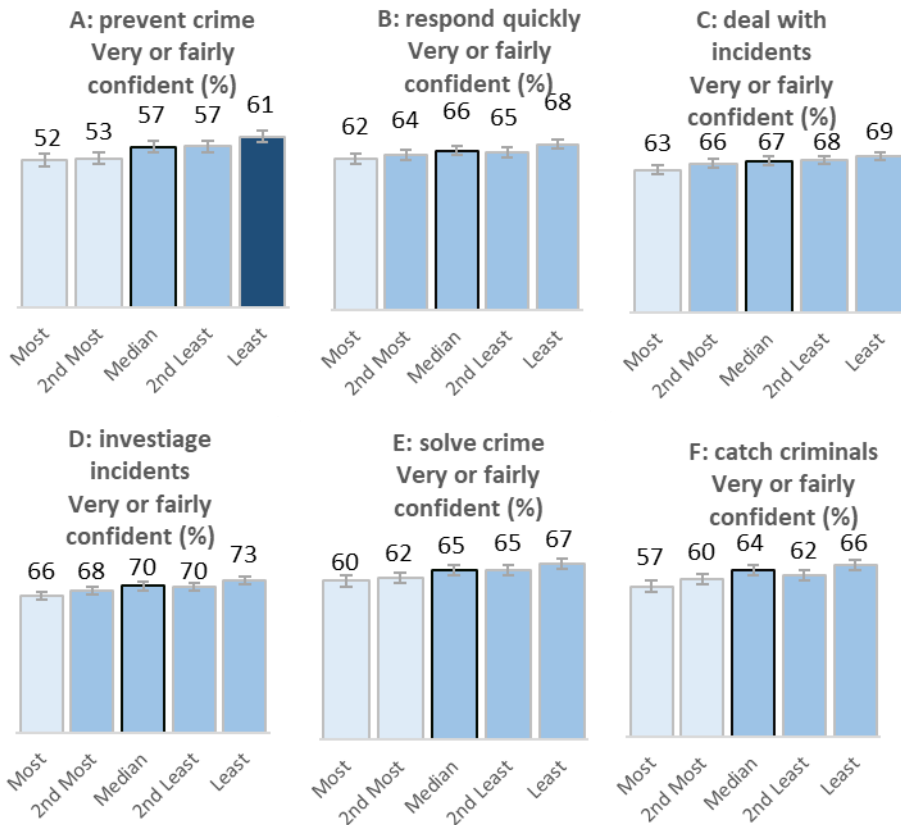 A: prevent crime
Very or fairly
confident (%)
52 53 57 57 61
Most 2nd Most Median 2nd Least Least
B: respond quickly
Very or fairly
confident (%)
62 64 66 65 68
Most 2nd Most Median 2nd Least Least
C: deal with
incidents
Very or fairly
confident (%)
63 66 67 68 69
Most 2nd Most Median 2nd Least Least
D: investiage
incidents
Very or fairly
confident (%)
66 68 70 70 73
Most 2nd Most Median 2nd Least Least
E: solve crime
Very or fairly
confident (%)
60 62 65 65 67
Most 2nd Most Median 2nd Least Least
F: catch criminals
Very or fairly
confident (%)
57 60 64 62 66
Most 2nd Most Median 2nd Least Least